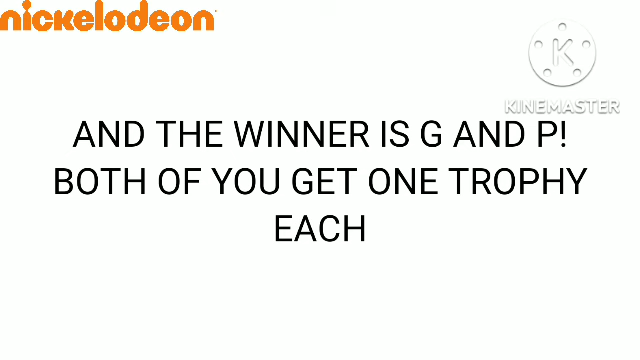 nickelodeon
K
KINEMASTER
AND THE WINNER IS G AND P!
BOTH OF YOU GET ONE TROPHY
EACH